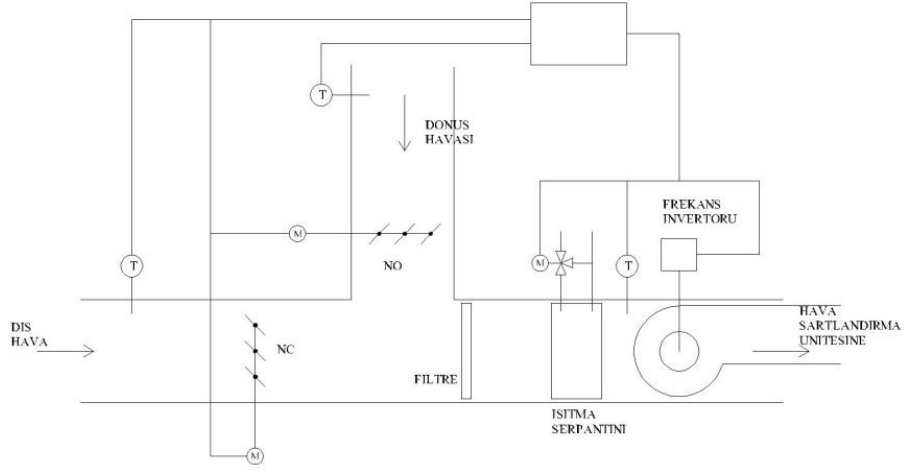 T
DONUS
HAVASI
FREKANS
INVERTORU
M
NO
M
T
T
DIS
HAVA
NC
HAVA
SARTLANDIRMA
UNITESINE
FILTRE
ISITMA
SERPANTINI
M